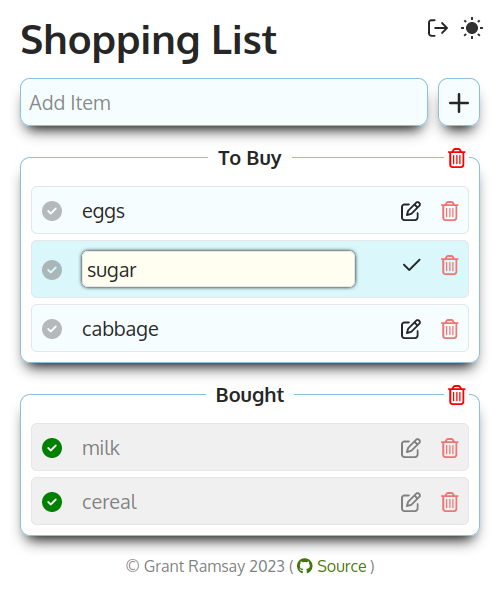 Shopping List
Add Item
To Buy
eggs
sugar
cabbage
Bought
milk
cereal
© Grant Ramsay 2023 ( Source )